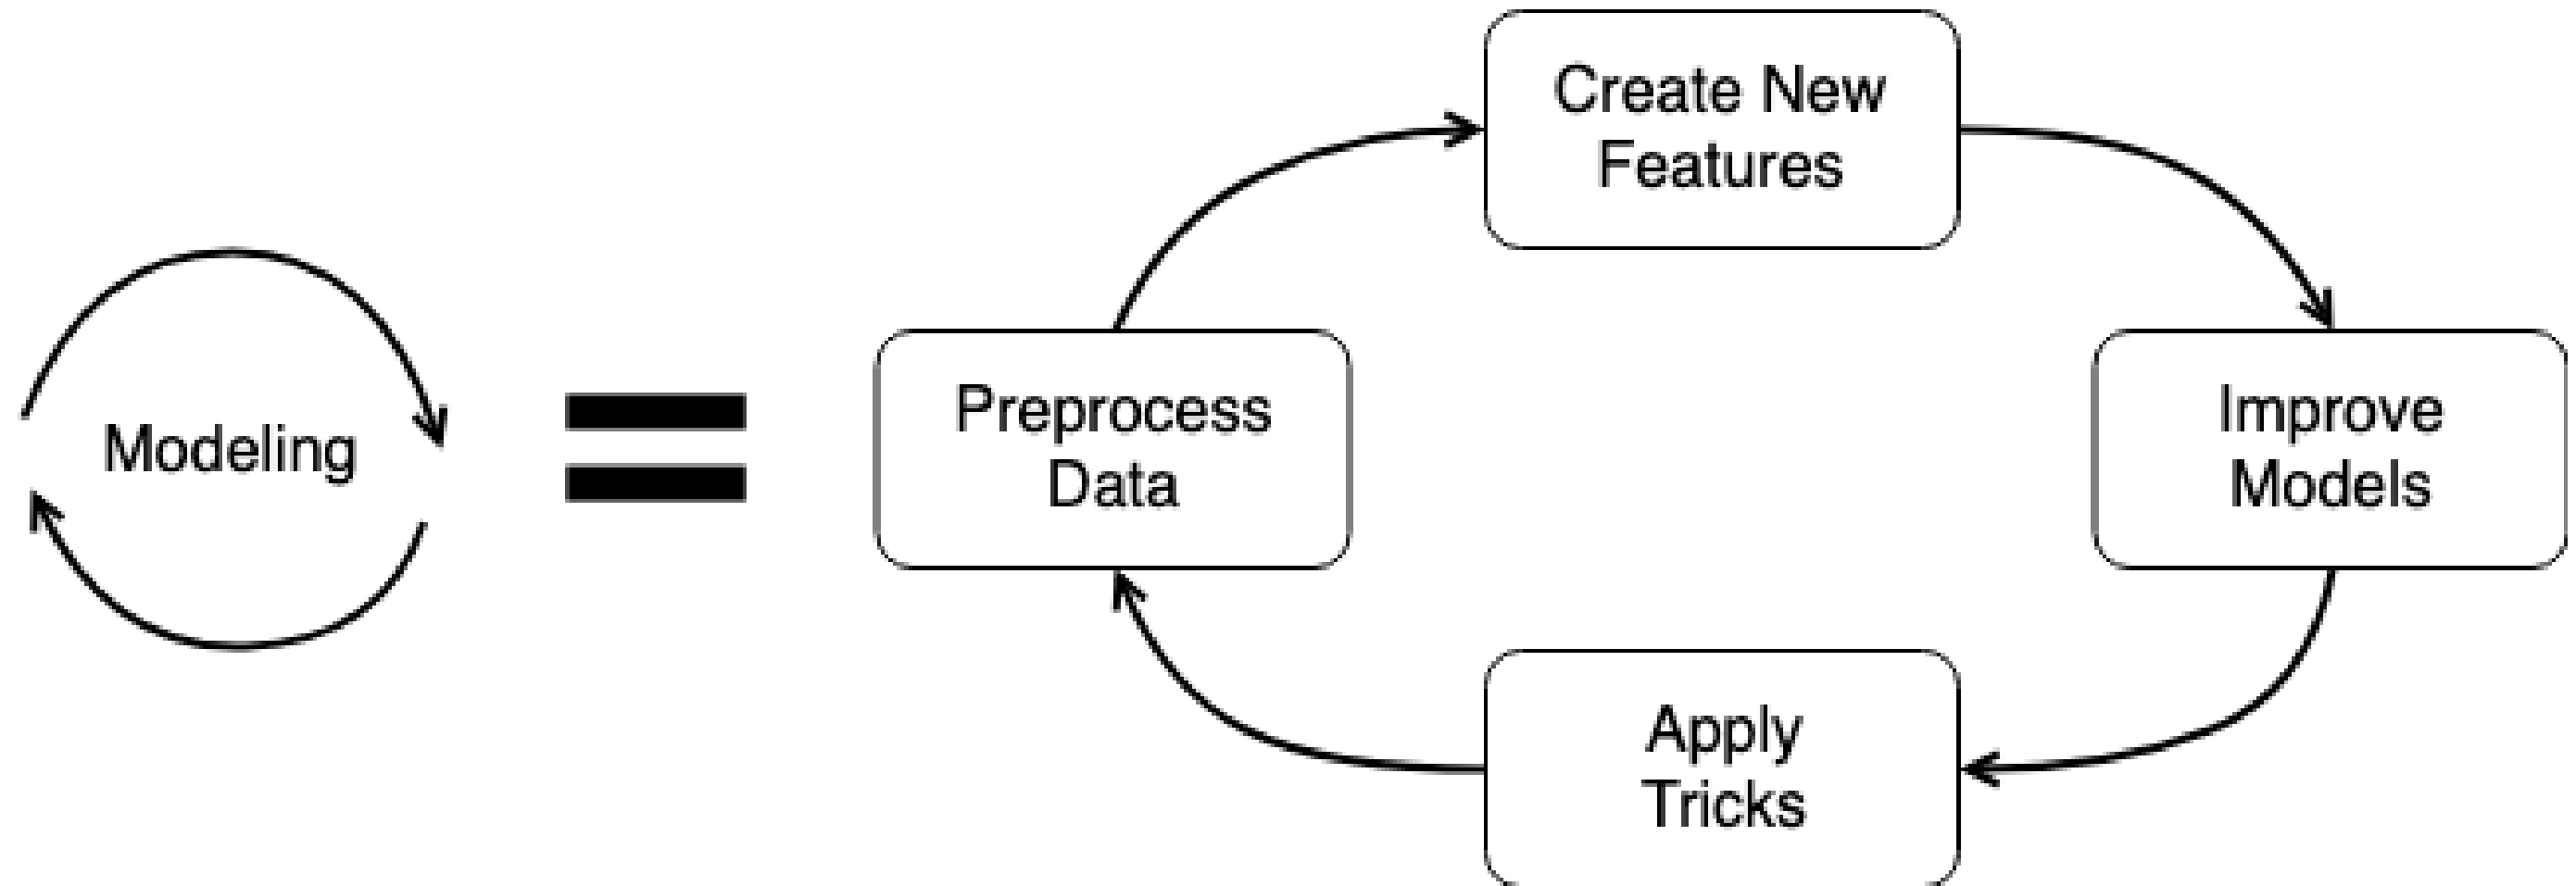 Modeling
Preprocess
Data
Create New
Features
Improve
Models
Apply
Tricks